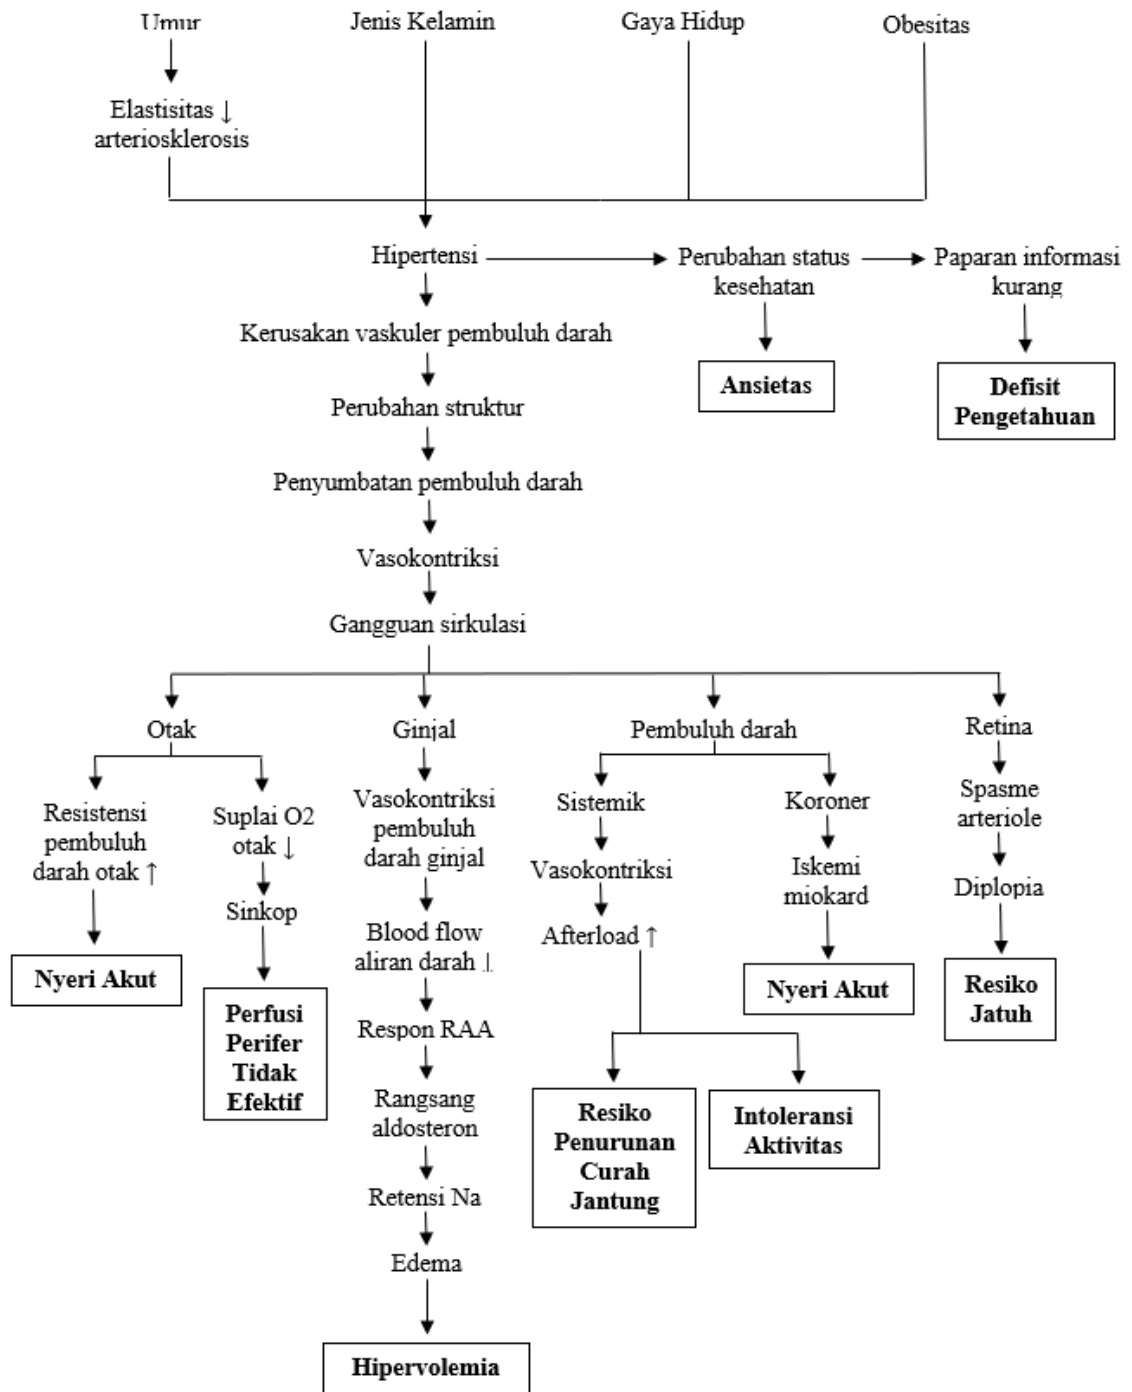 Umur
Jenis Kelamin
Gaya Hidup
Obesitas
Elastisitas ↓
arteriosklerosis
Hipertensi
Perubahan status
kesehatan
Paparan informasi
kurang
Kerusakan vaskuler pembuluh darah
Ansietas
Defisit
Pengetahuan
Perubahan struktur
Penyumbatan pembuluh darah
Vasokontriksi
Gangguan sirkulasi
Otak
Ginjal
Pembuluh darah
Retina
Resistensi
pembuluh
darah otak ↑
Suplai O2
otak ↓
Vasokontriksi
pembuluh
darah ginjal
Sistemik
Koroner
Spasme
arteriole
Vasokontriksi
Iskemi
miokard
Diplopia
Sinkop
Blood flow
aliran darah ↓
Afterload ↑
Nyeri Akut
Perfusi
Perifer
Tidak
Efektif
Nyeri Akut
Resiko
Jatuh
Respon RAA
Rangsang
aldosteron
Resiko
Penurunan
Curah
Jantung
Intoleransi
Aktivitas
Retensi Na
Edema
Hipervolemia